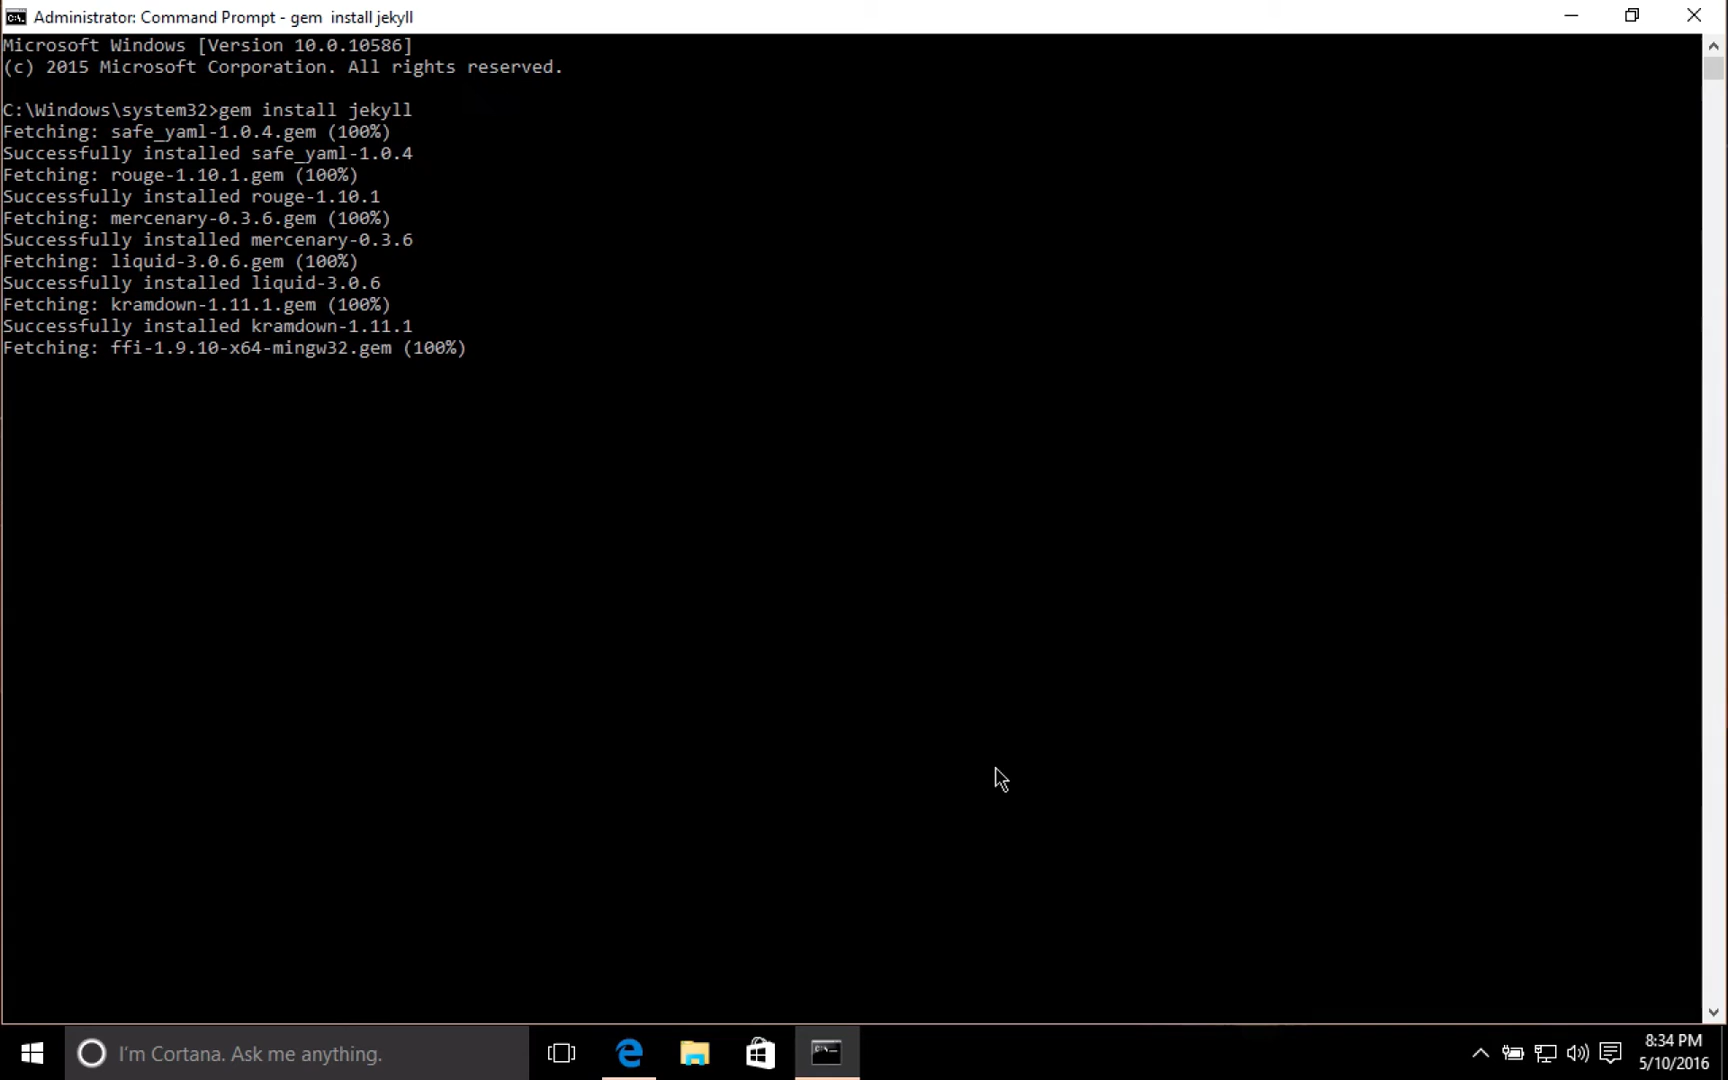 Administrator: Command Prompt - gem  install jekyll
Microsoft Windows [Version 10.0.10586]
(c) 2015 Microsoft Corporation. All rights reserved.
C:\Windows\system32>gem install jekyll
Fetching: safe_yaml-1.0.4.gem (100%)
Successfully installed safe_yaml-1.0.4
Fetching: rouge-1.10.1.gem (100%)
Successfully installed rouge-1.10.1
Fetching: mercenary-0.3.6.gem (100%)
Successfully installed mercenary-0.3.6
Fetching: liquid-3.0.6.gem (100%)
Successfully installed liquid-3.0.6
Fetching: kramdown-1.11.1.gem (100%)
Successfully installed kramdown-1.11.1
Fetching: ffi-1.9.10-x64-mingw32.gem (100%)
I'm Cortana. Ask me anything.
8:34 PM
5/10/2016